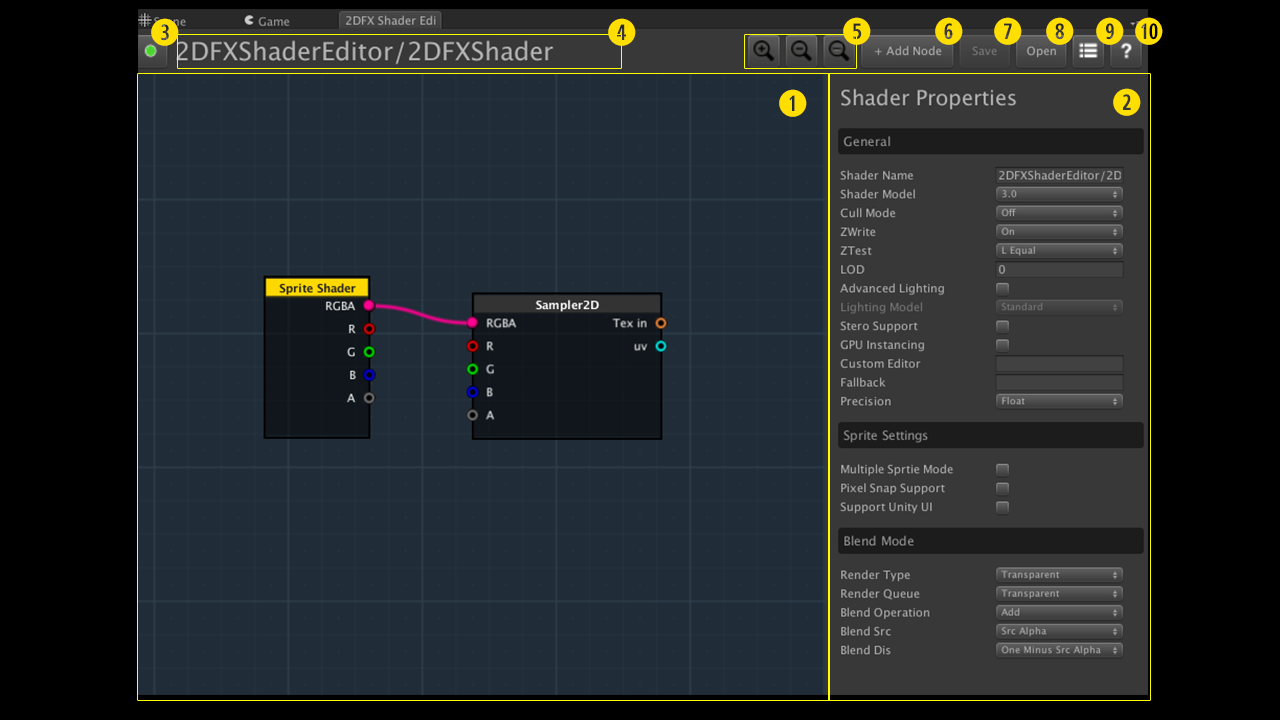 Game
2DFX Shader Edi
3
4
5
6
7
8
9
10
2DFXShaderEditor/2DFXShader
+ Add Node
Save
Open
?
1
2
Shader Properties
General
Shader Name 2DFXShaderEditor/2D
Shader Model 3.0
Cull Mode Off
ZWrite On
ZTest L Equal
LOD 0
Advanced Lighting
Lighting Model Standard
Stero Support
GPU Instancing
Custom Editor
Fallback
Precision Float
Sprite Settings
Multiple Sprtie Mode
Pixel Snap Support
Support Unity UI
Blend Mode
Render Type Transparent
Render Queue Transparent
Blend Operation Add
Blend Src Src Alpha
Blend Dis One Minus Src Alpha
Sprite Shader
RGBA
R
G
B
A
Sampler2D
RGBA Tex in
R uv
G
B
A